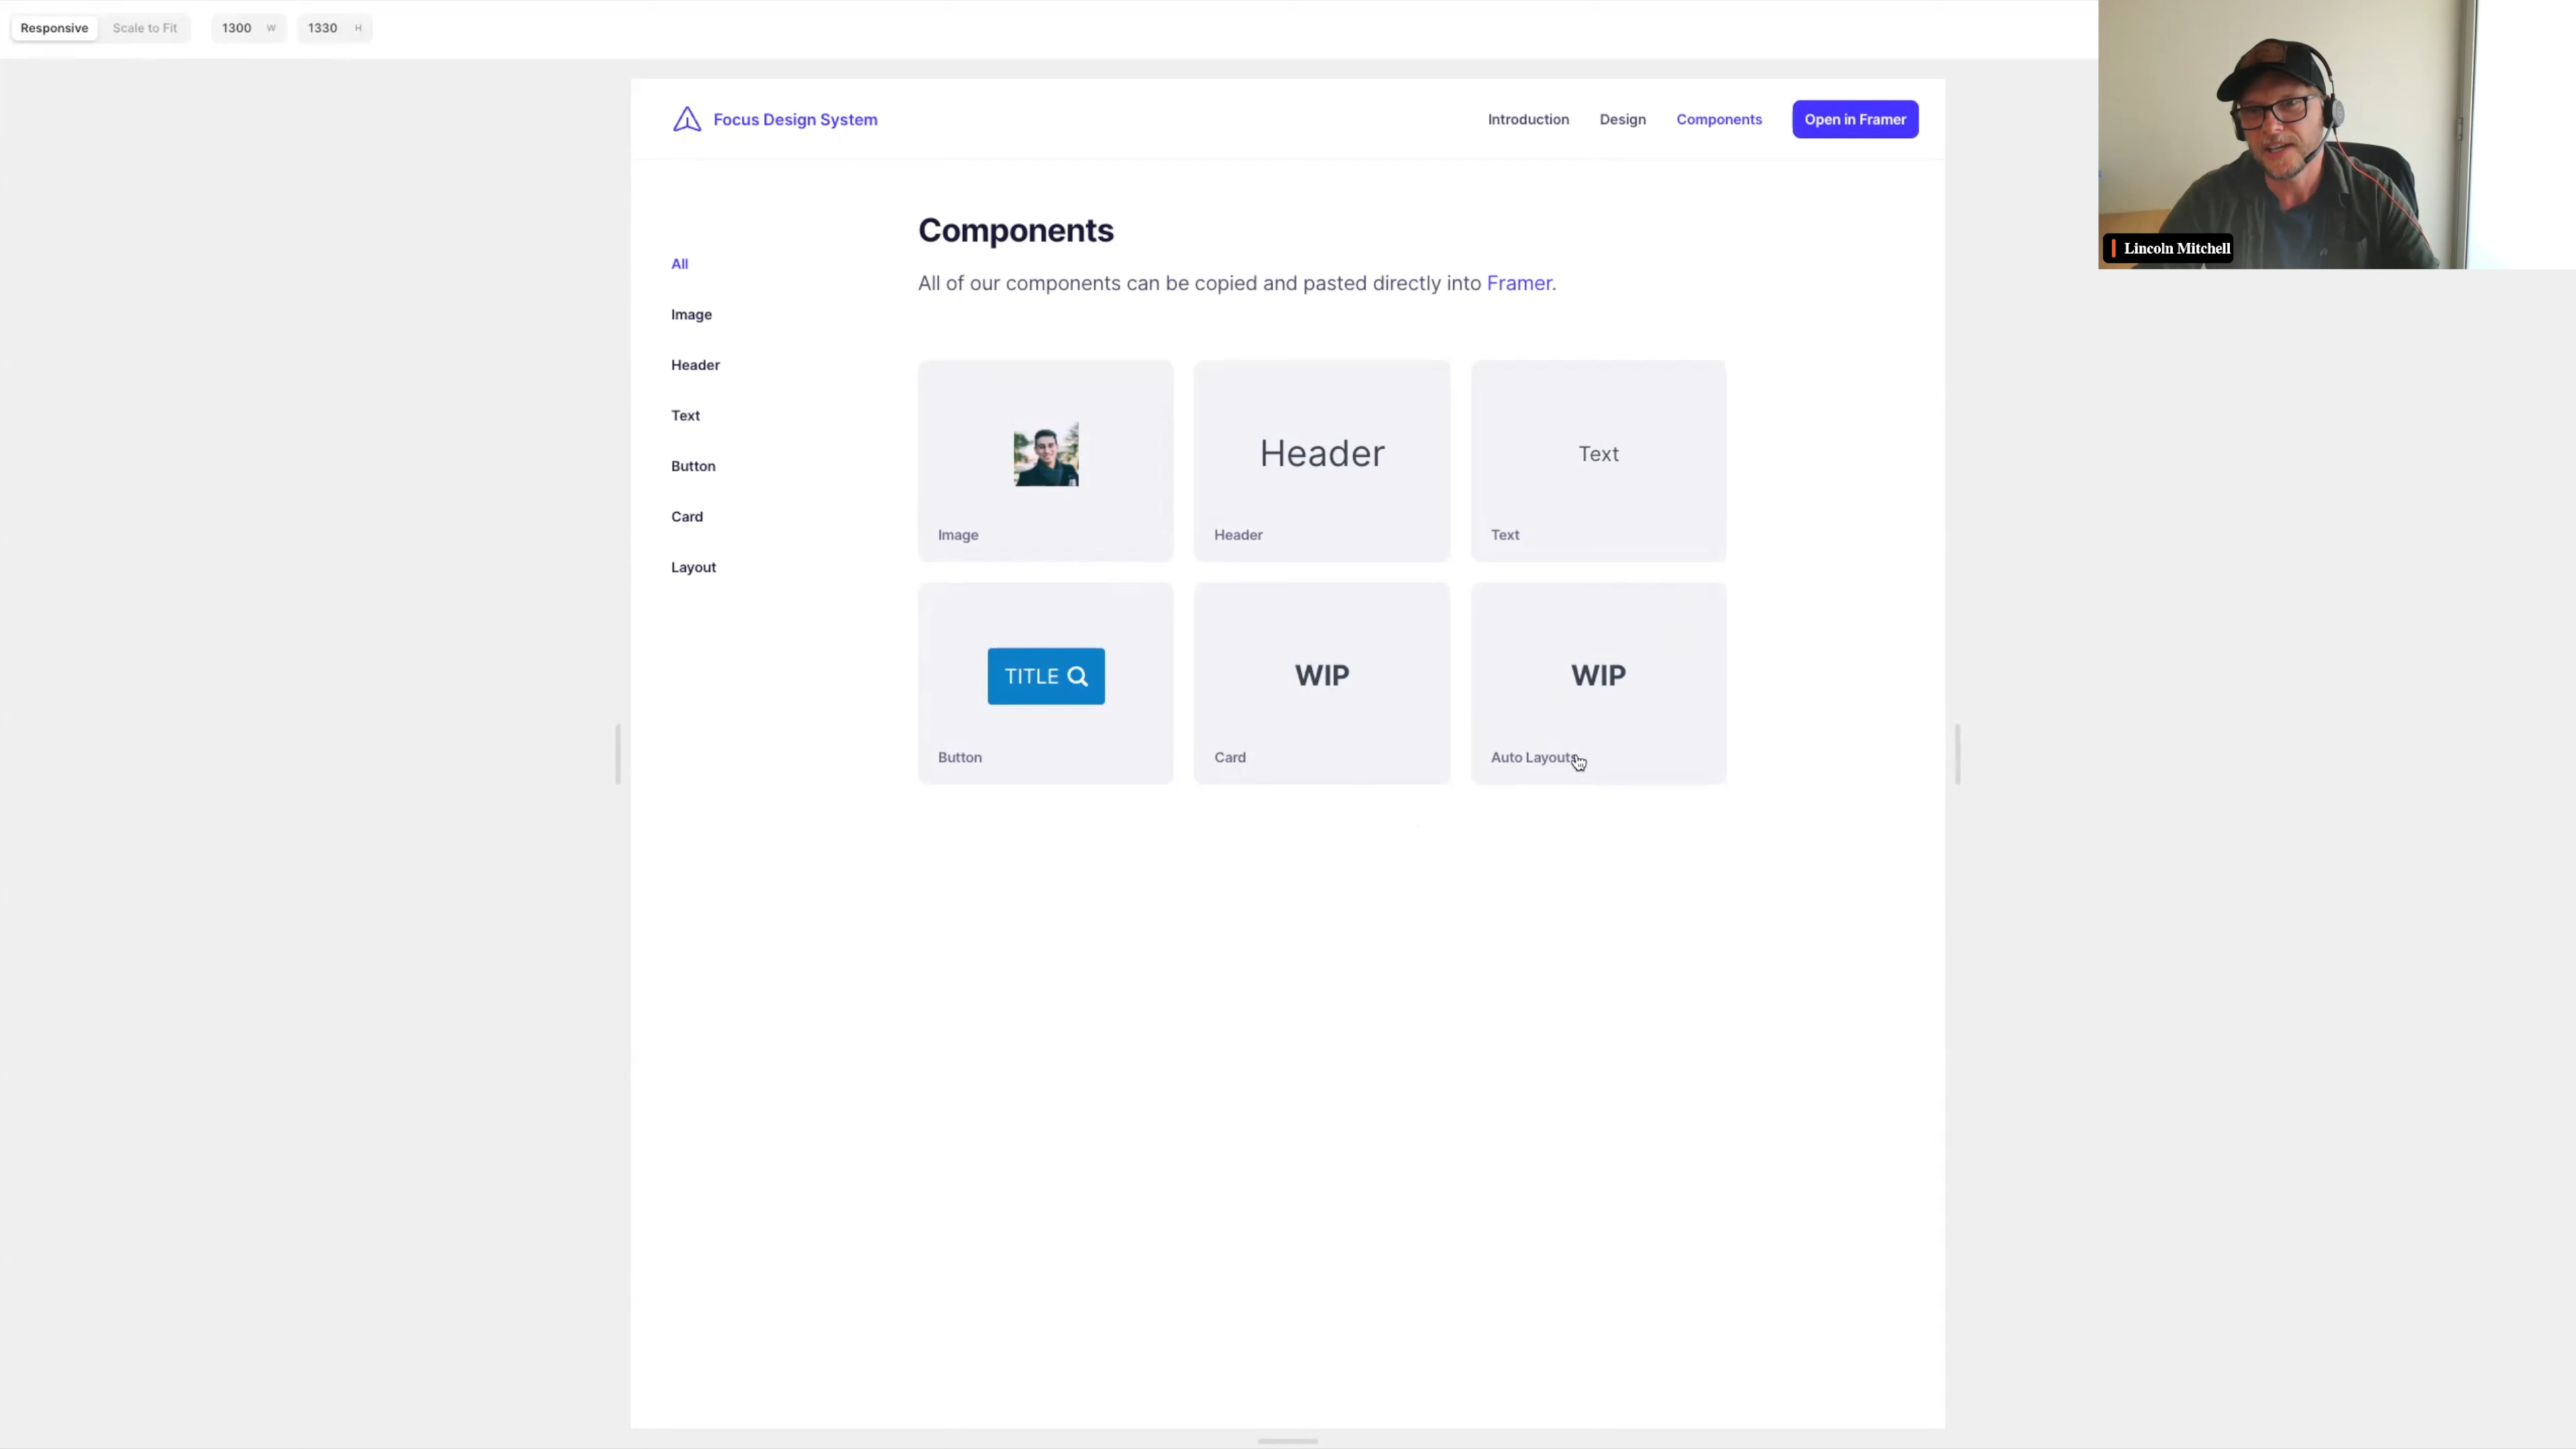 Responsive
Scale to Fit
1300 W
1330 H
Focus Design System
Introduction
Design
Components
Open in Framer
Lincoln Mitchell
Components
All of our components can be copied and pasted directly into Framer.
All
Image
Header
Text
Button
Card
Layout
Header
Text
Image
Header
Text
TITLE
WIP
WIP
Button
Card
Auto Layouts